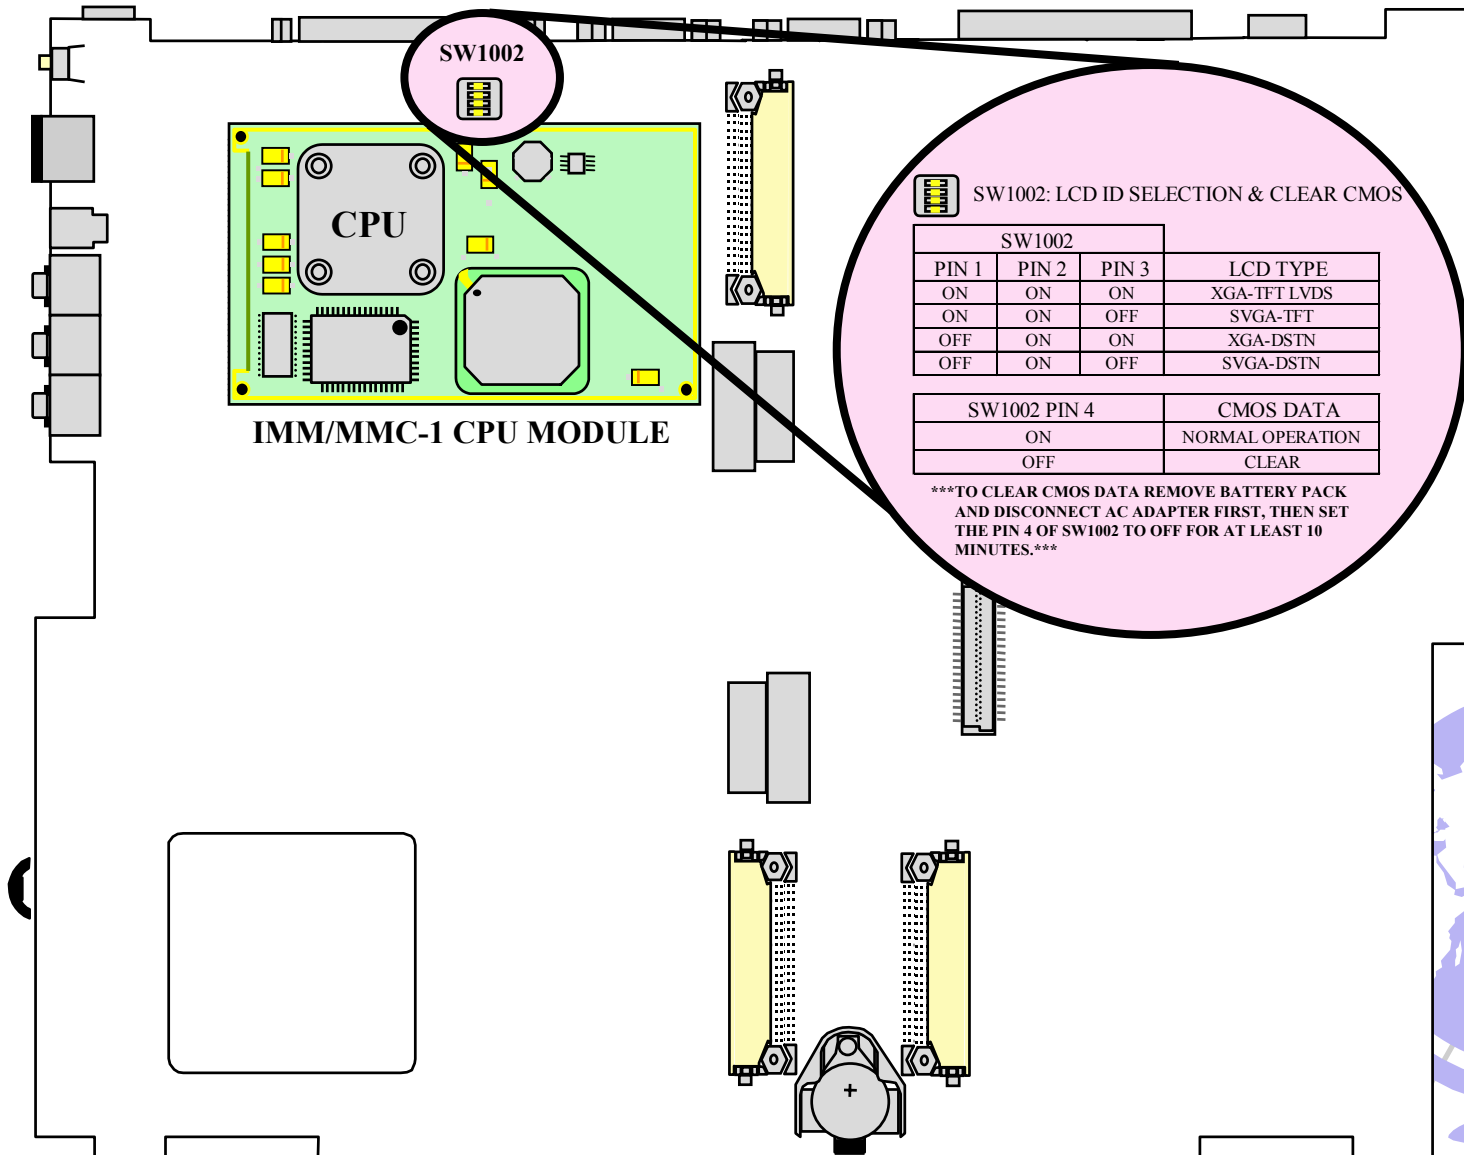 SW1002
CPU
IMM/MMC-1 CPU MODULE
SW1002: LCD ID SELECTION & CLEAR CMOS
SW1002
PIN 1 PIN 2 PIN 3 LCD TYPE
ON ON ON XGA-TFT LVDS
ON ON OFF SVGA-TFT
OFF ON ON XGA-DSTN
OFF ON OFF SVGA-DSTN
SW1002 PIN 4 CMOS DATA
ON NORMAL OPERATION
OFF CLEAR
***TO CLEAR CMOS DATA REMOVE BATTERY PACK
AND DISCONNECT AC ADAPTER FIRST, THEN SET
THE PIN 4 OF SW1002 TO OFF FOR AT LEAST 10
MINUTES.***
+